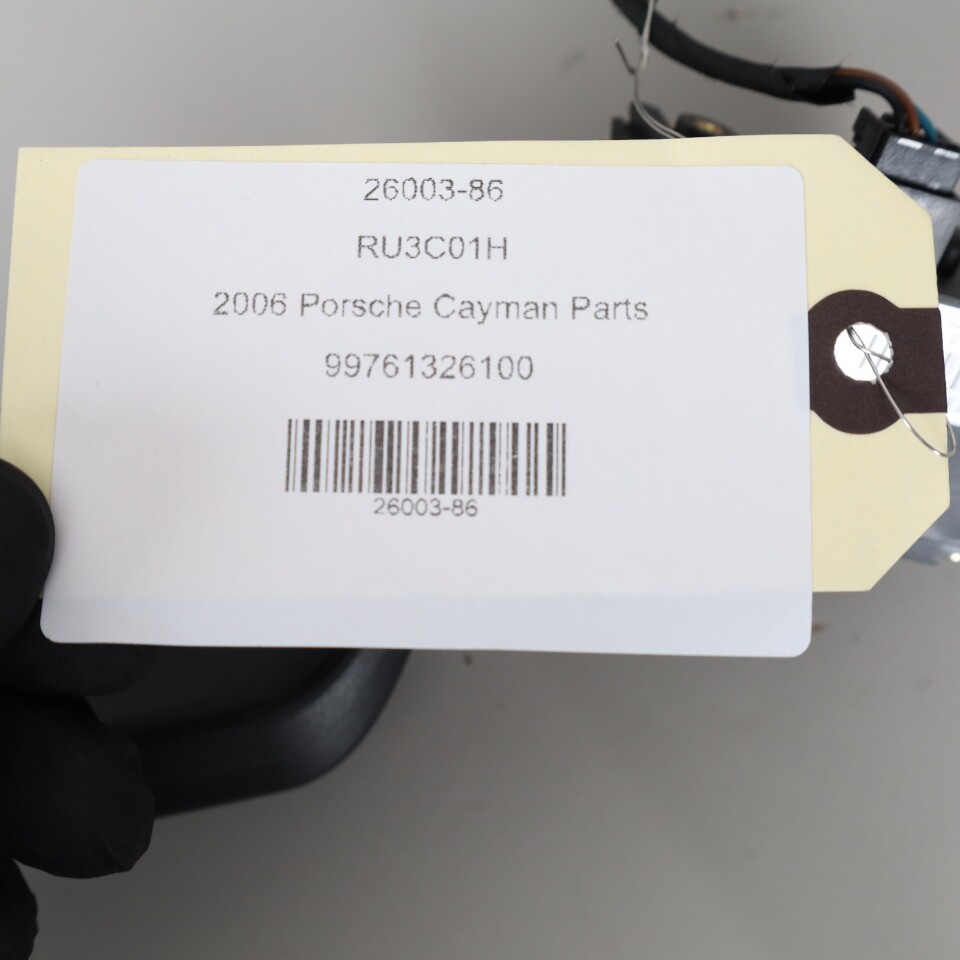 26003-86
RU3C01H
2006 Porsche Cayman Parts
99761326100
26003-86